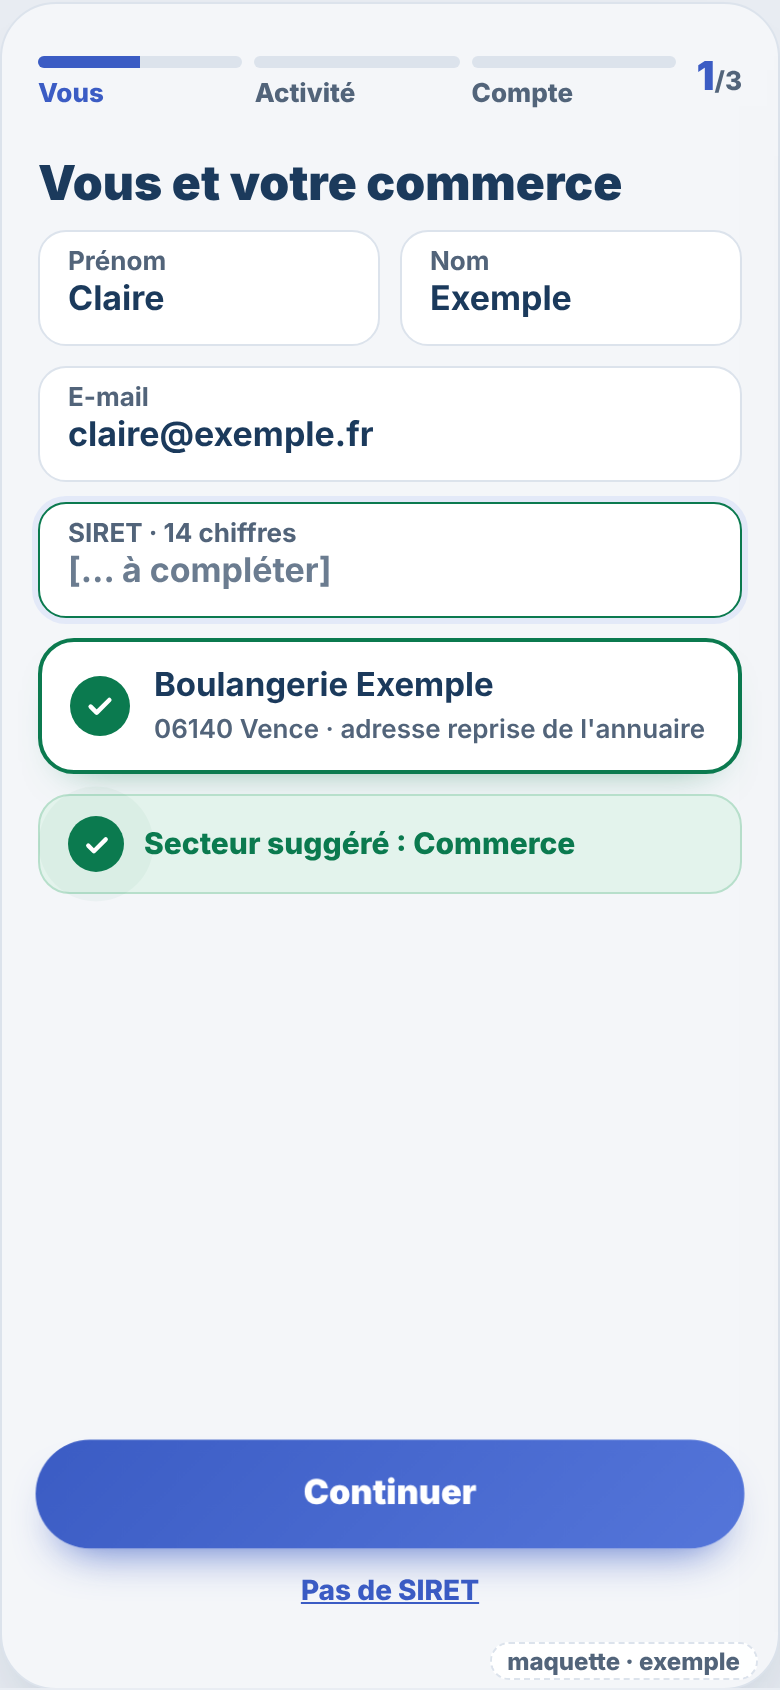 Vous
Activité
Compte
1/3
Vous et votre commerce
Prénom
Claire
Nom
Exemple
E-mail
claire@exemple.fr
SIRET · 14 chiffres
[... à compléter]
Boulangerie Exemple
06140 Vence · adresse reprise de l'annuaire
Secteur suggéré : Commerce
Continuer
Pas de SIRET
maquette · exemple